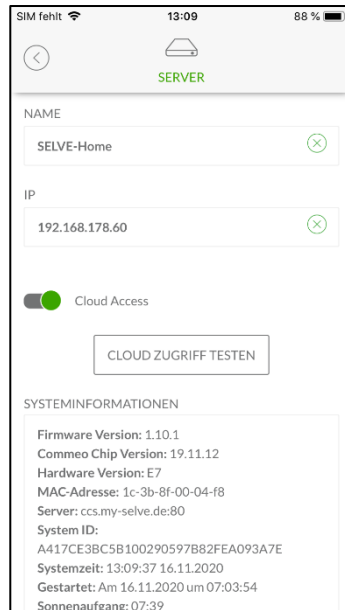 SIM fehlt 13:09 88 %
SERVER
NAME
SELVE-Home
IP
192.168.178.60
Cloud Access
CLOUD ZUGRIFF TESTEN
SYSTEMINFORMATIONEN
Firmware Version: 1.10.1
Commeo Chip Version: 19.11.12
Hardware Version: E7
MAC-Adresse: 1c-3b-8f-00-04-f8
Server: ccs.my-selve.de:80
System ID:
A417CE3BC5B100290597B82FEA093A7E
Systemzeit: 13:09:37 16.11.2020
Gestartet: Am 16.11.2020 um 07:03:54
Sonnenaufgang: 07:39